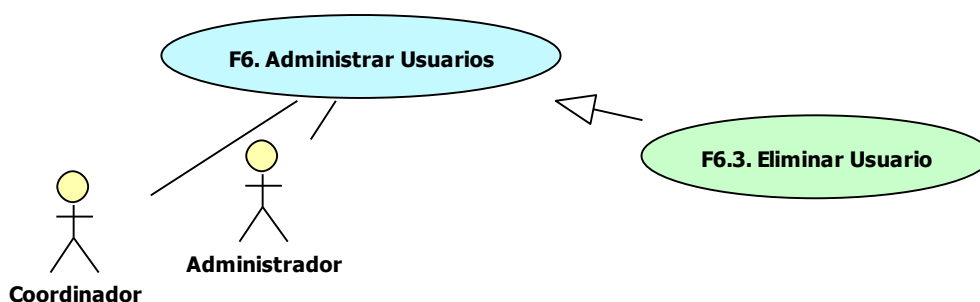 F6. Administrar Usuarios
F6.3. Eliminar Usuario
Administrador
Coordinador